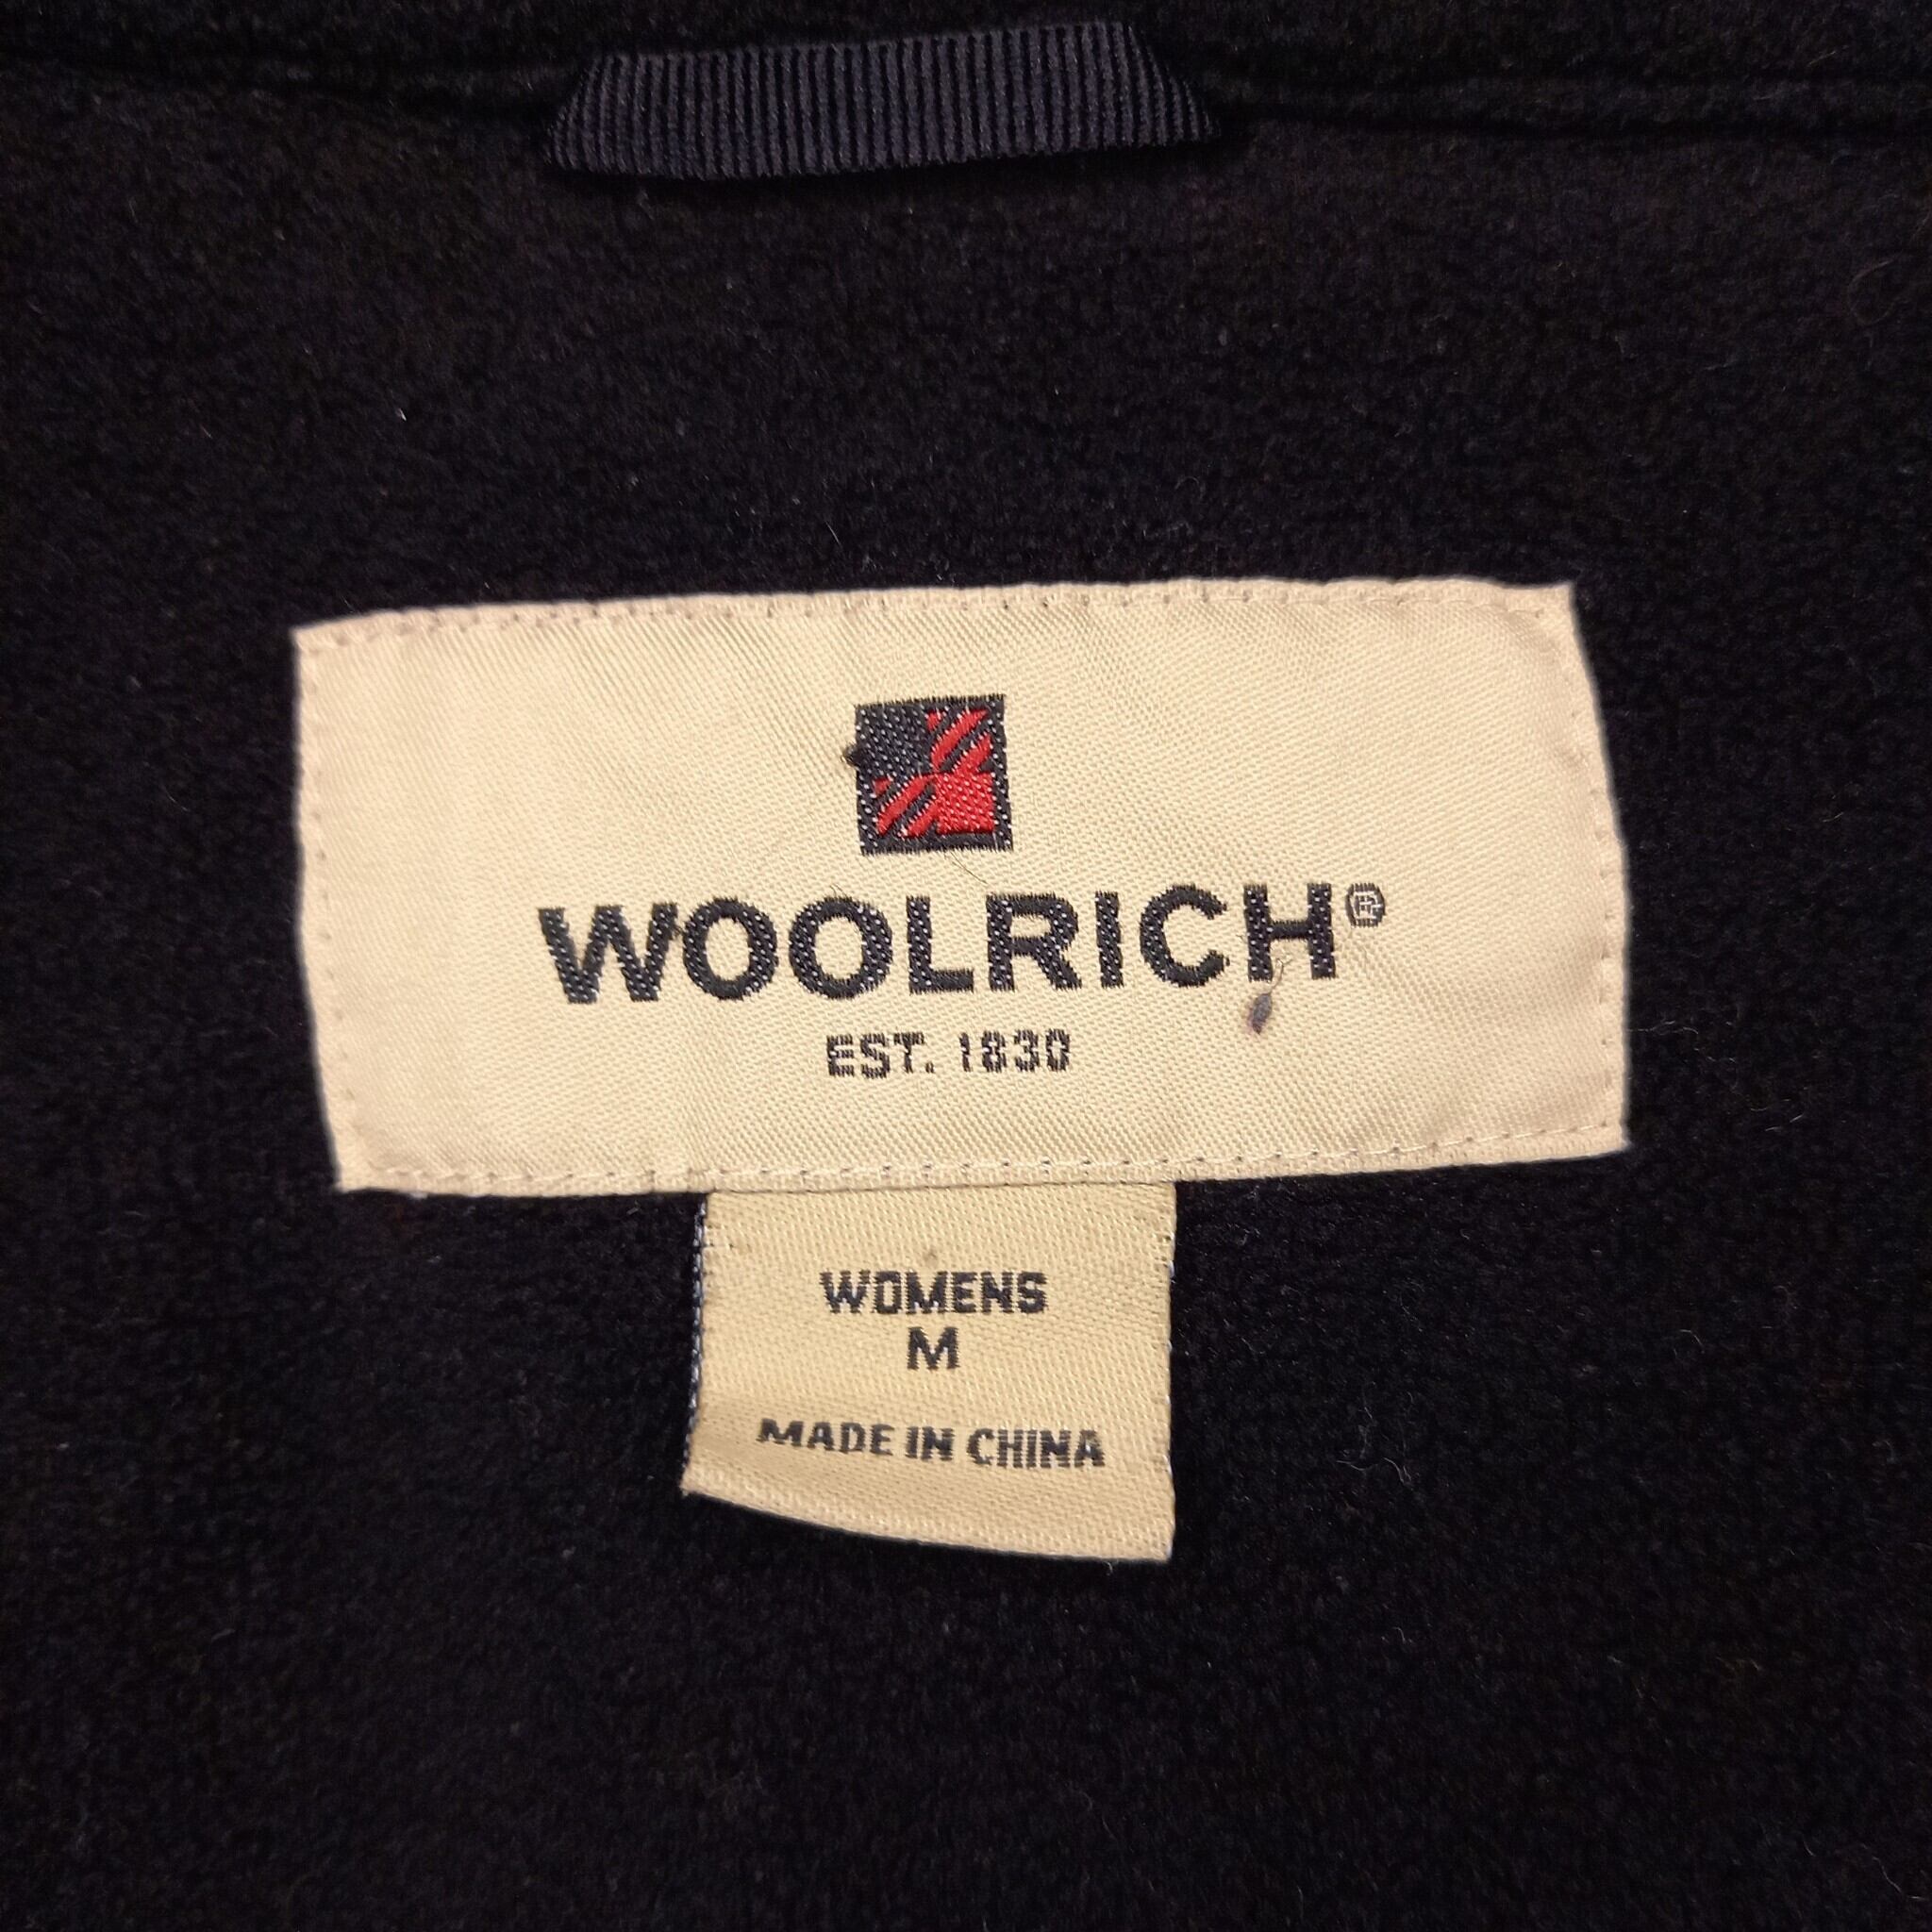 WOOLRICH®
EST. 1830
WOMENS
M
MADE IN CHINA